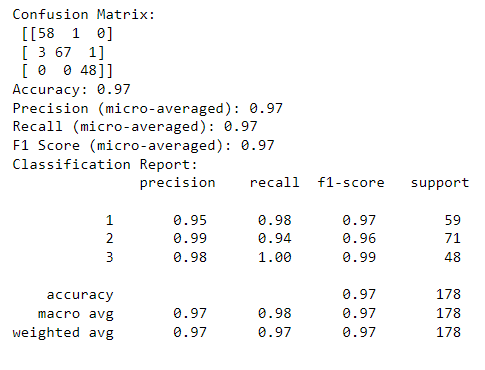 Confusion Matrix:
[[58  1  0]
[ 3 67  1]
[ 0  0 48]]
Accuracy: 0.97
Precision (micro-averaged): 0.97
Recall (micro-averaged): 0.97
F1 Score (micro-averaged): 0.97
Classification Report:
precision recall f1-score support
1 0.95 0.98 0.97 59
2 0.99 0.94 0.96 71
3 0.98 1.00 0.99 48
accuracy 0.97 178
macro avg 0.97 0.98 0.97 178
weighted avg 0.97 0.97 0.97 178